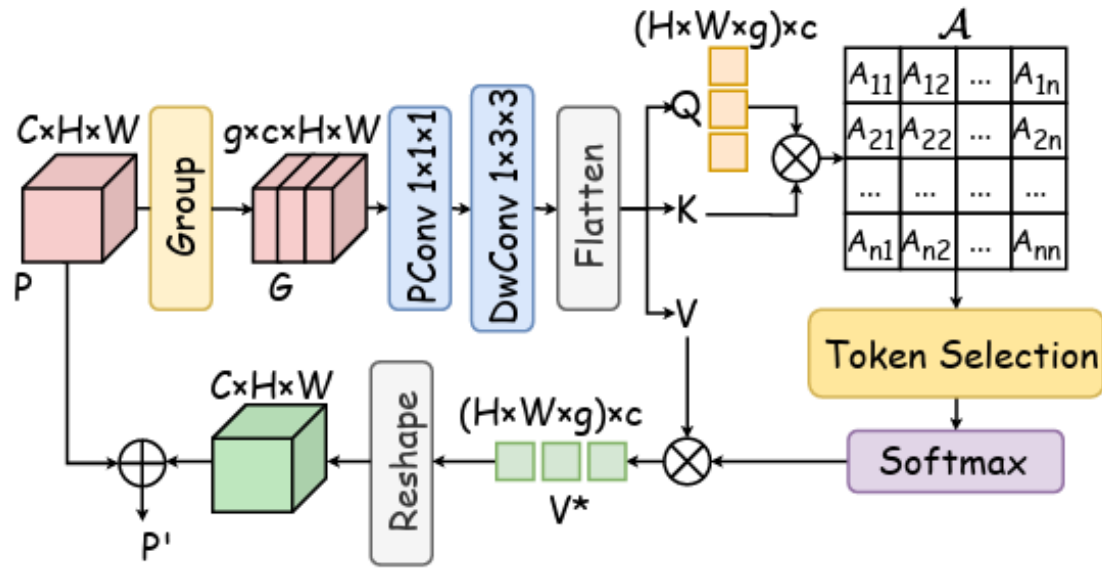 (H×W×g)×c
𝒜
C×H×W
g×c×H×W
P
Group
G
PConv 1×1×1
DwConv 1×3×3
Flatten
Q
K
V
A11 A12 ... A1n
A21 A22 ... A2n
... ... ... ...
An1 An2 ... Ann
Token Selection
Softmax
(H×W×g)×c
V*
Reshape
C×H×W
P'